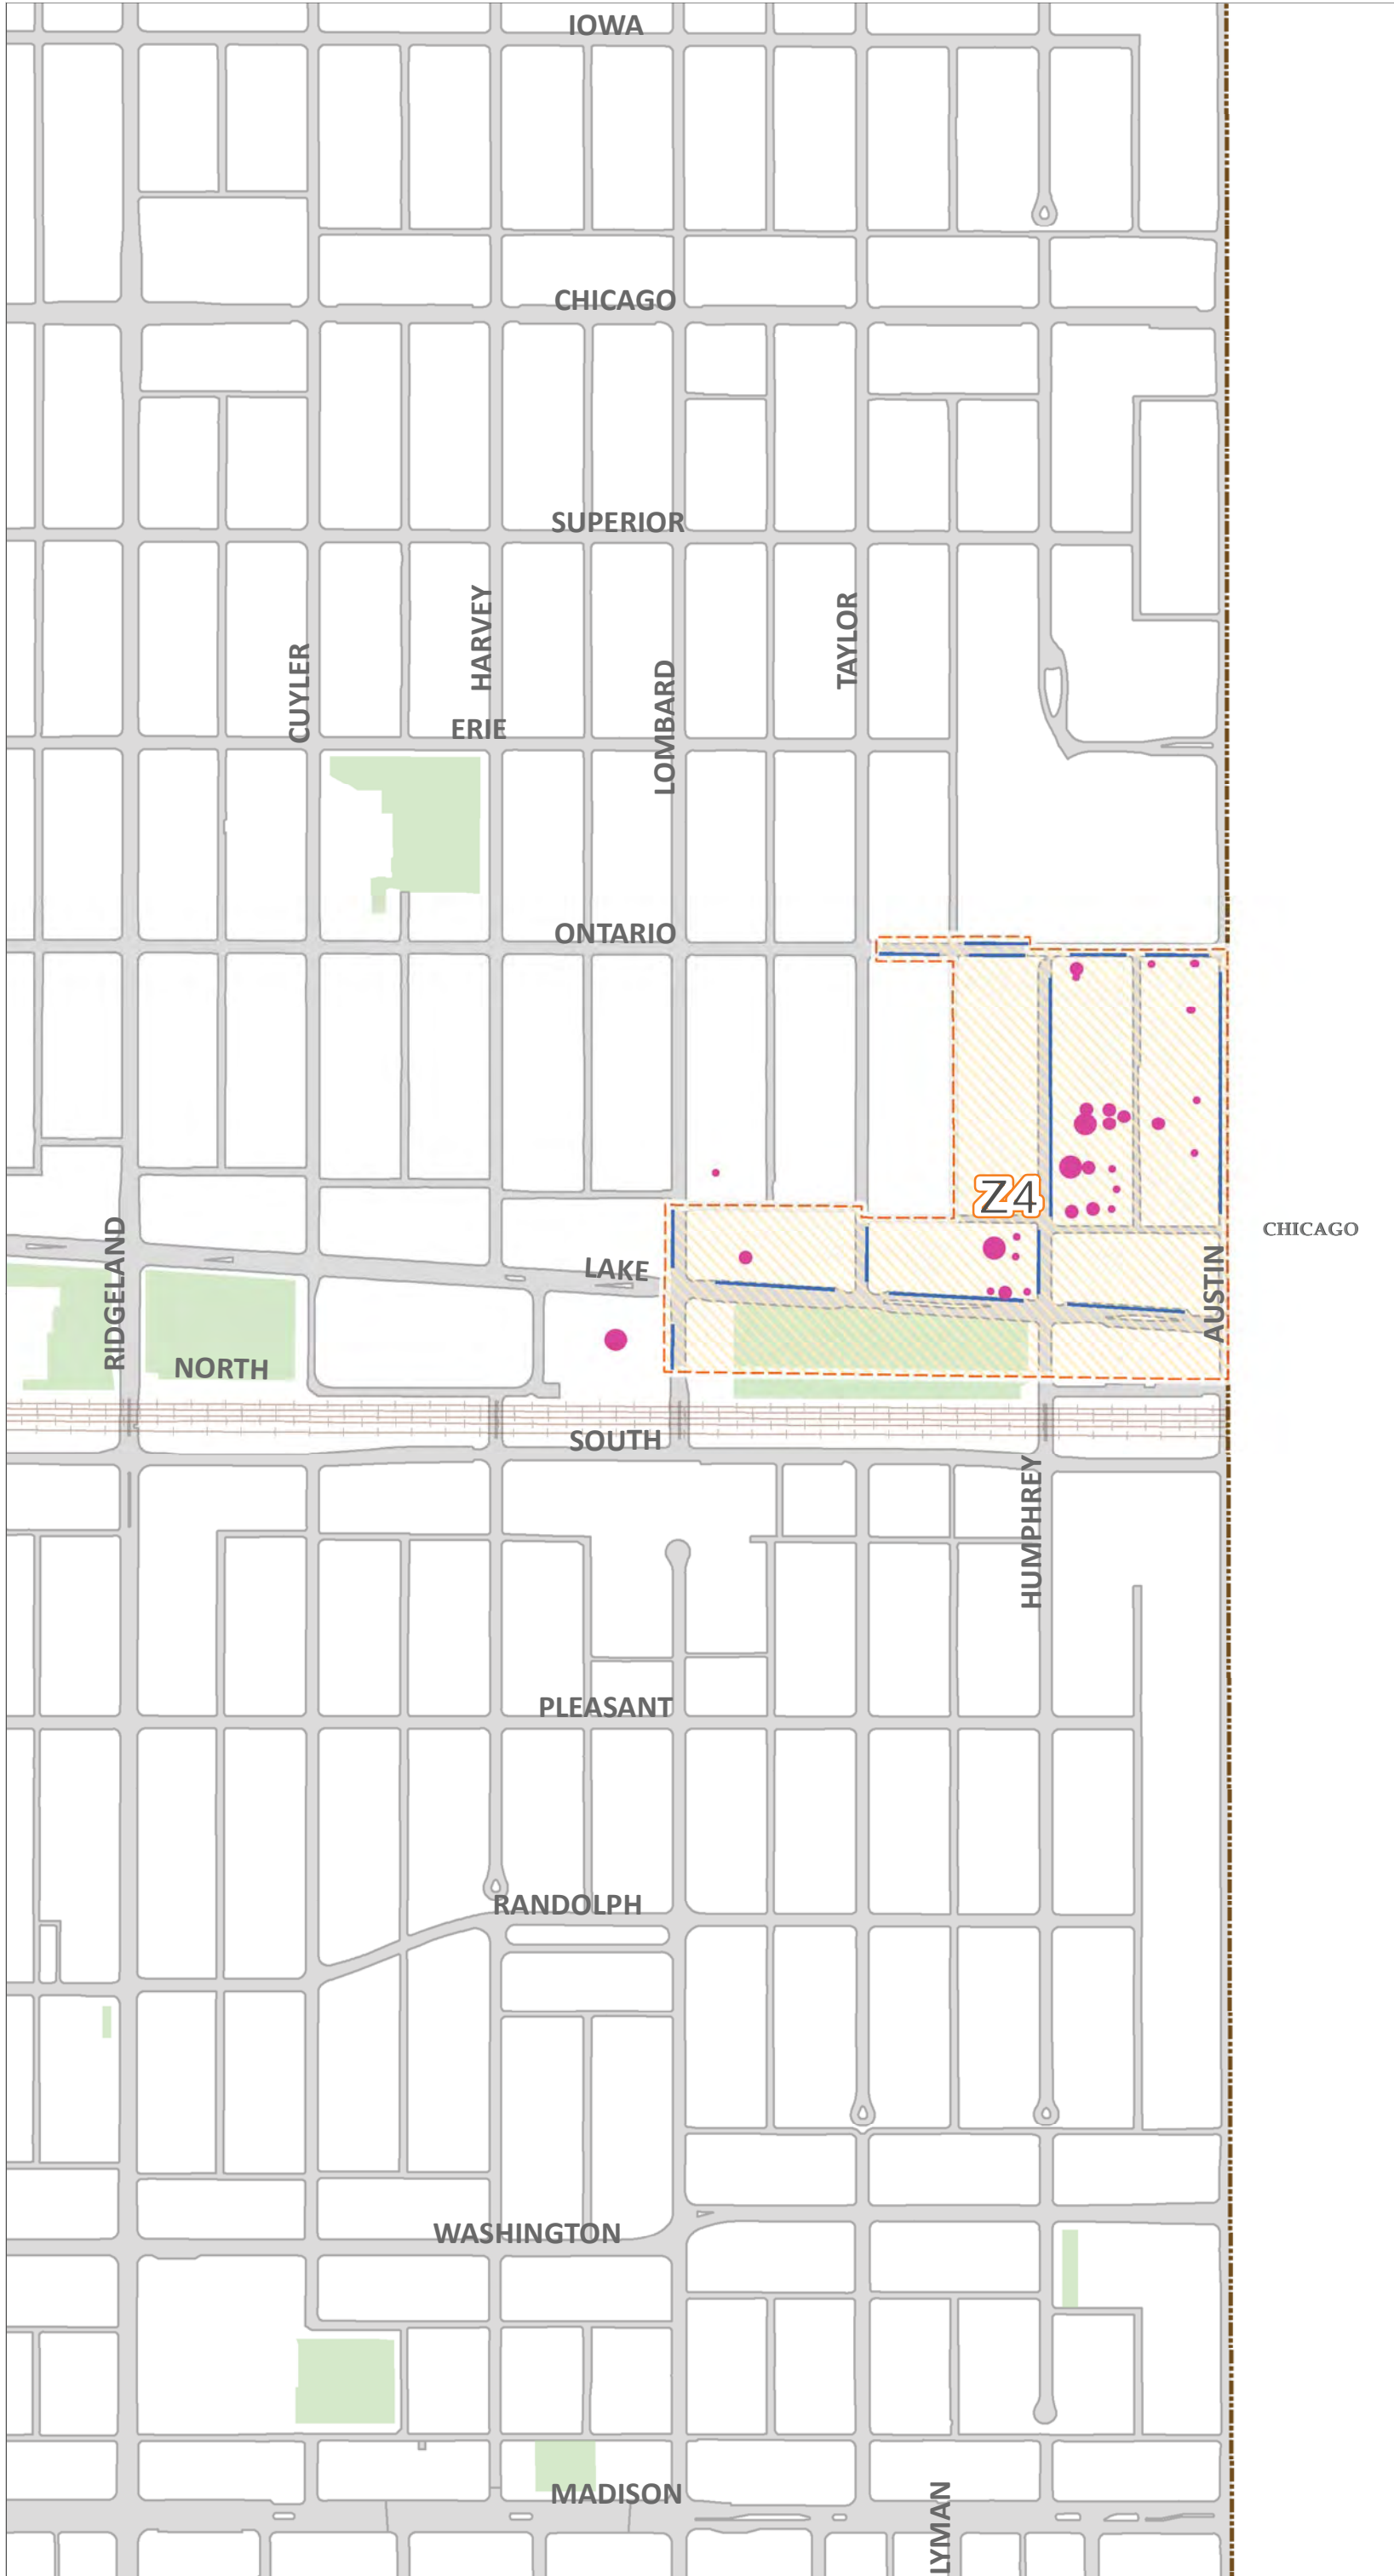 IOWA
CHICAGO
SUPERIOR
HARVEY
TAYLOR
CUYLER
LOMBARD
ERIE
ONTARIO
Z4
CHICAGO
RIDGELAND
LAKE
AUSTIN
NORTH
SOUTH
HUMPHREY
PLEASANT
RANDOLPH
WASHINGTON
MADISON
LYMAN